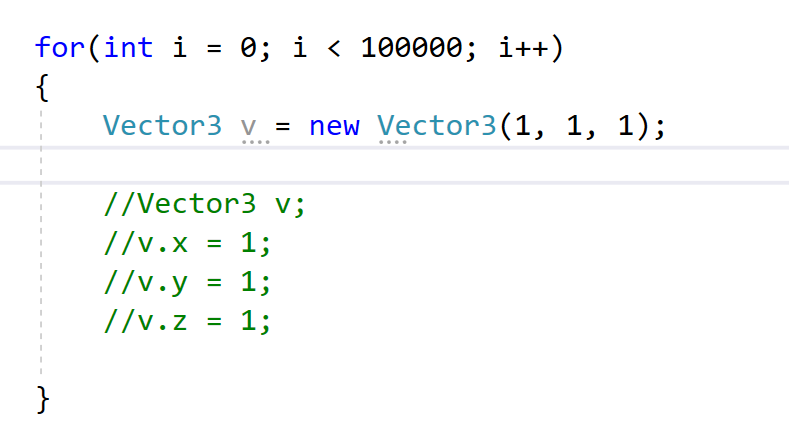 for(int i = 0; i < 100000; i++)
{
Vector3 v = new Vector3(1, 1, 1);
//Vector3 v;
//v.x = 1;
//v.y = 1;
//v.z = 1;
}